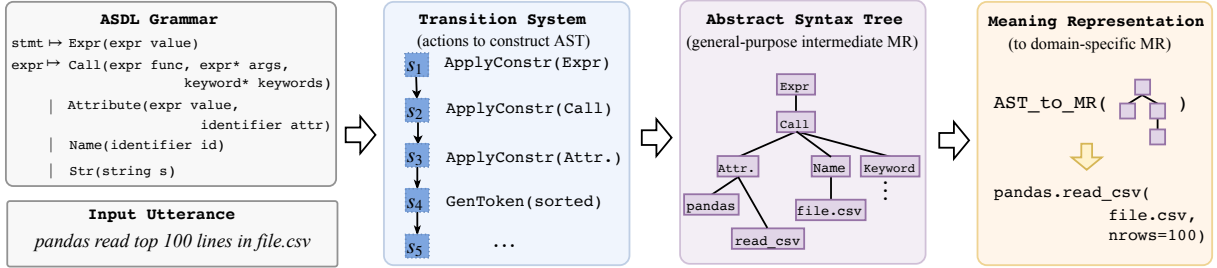 ASDL Grammar
stmt ↦ Expr(expr value)
expr ↦ Call(expr func, expr* args,
keyword* keywords)
| Attribute(expr value,
identifier attr)
| Name(identifier id)
| Str(string s)
Input Utterance
pandas read top 100 lines in file.csv
Transition System
(actions to construct AST)
s1 ApplyConstr(Expr)
s2 ApplyConstr(Call)
s3 ApplyConstr(Attr.)
s4 GenToken(sorted)
s5 ...
Abstract Syntax Tree
(general-purpose intermediate MR)
Expr
Call
Attr. Name Keyword
pandas file.csv ⋮
read_csv
Meaning Representation
(to domain-specific MR)
AST_to_MR( )
pandas.read_csv(
file.csv,
nrows=100)